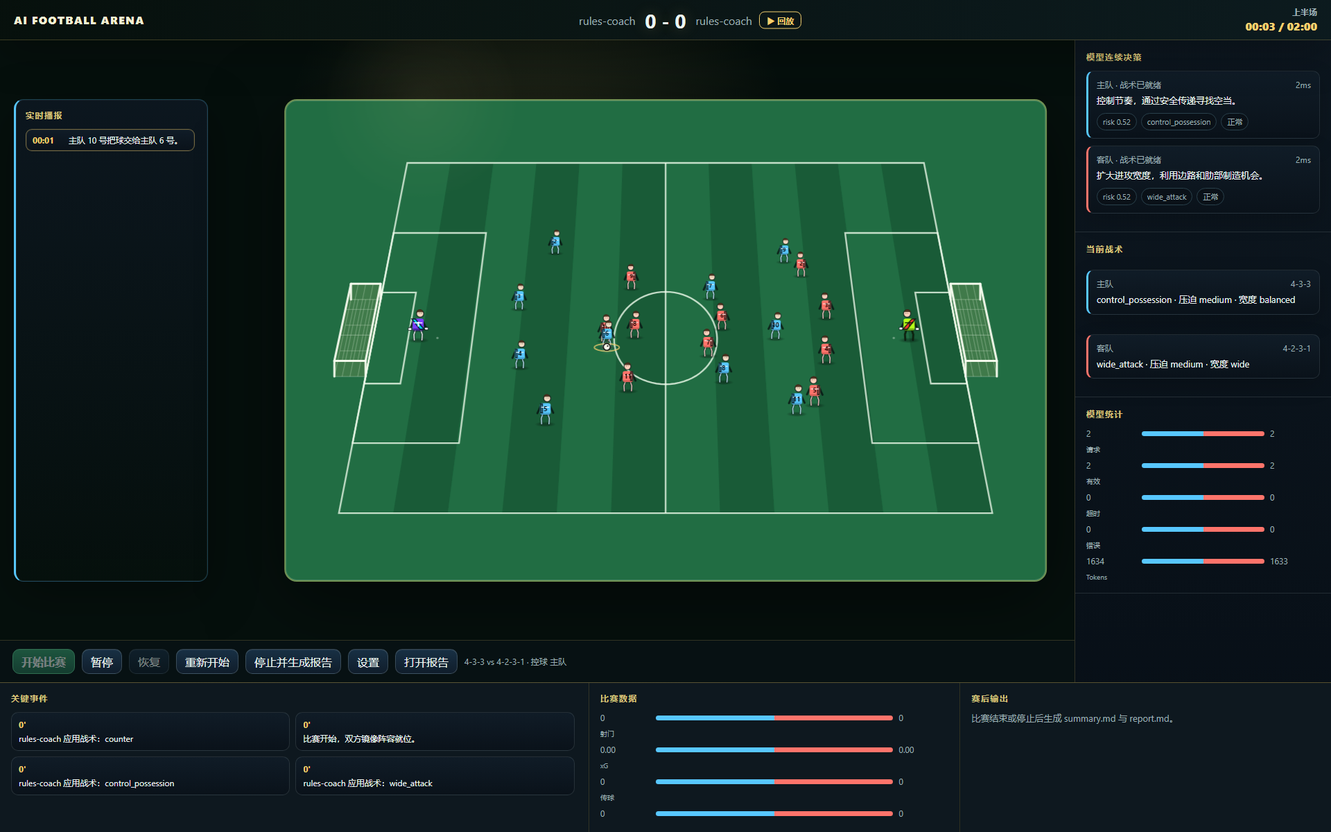 AI FOOTBALL ARENA
rules-coach 0 - 0 rules-coach ▶ 回放
上半场
00:03 / 02:00
实时播报
00:01 主队 10 号把球交给主队 6 号。
模型连续决策
主队 · 战术已就绪 2ms
控制节奏，通过安全传递寻找空当。
risk 0.52 control_possession 正常
客队 · 战术已就绪 2ms
扩大进攻宽度，利用边路和肋部制造机会。
risk 0.52 wide_attack 正常
当前战术
主队 4-3-3
control_possession · 压迫 medium · 宽度 balanced
客队 4-2-3-1
wide_attack · 压迫 medium · 宽度 wide
模型统计
2 2
请求
2 2
有效
0 0
超时
0 0
错误
1634 1633
Tokens
开始比赛 暂停 恢复 重新开始 停止并生成报告 设置 打开报告 4-3-3 vs 4-2-3-1 · 控球 主队
关键事件
0'
rules-coach 应用战术：counter
0'
比赛开始，双方镜像阵容就位。
0'
rules-coach 应用战术：control_possession
0'
rules-coach 应用战术：wide_attack
比赛数据
0 0
射门
0.00 0.00
xG
0 0
传球
0 0
赛后输出
比赛结束或停止后生成 summary.md 与 report.md。